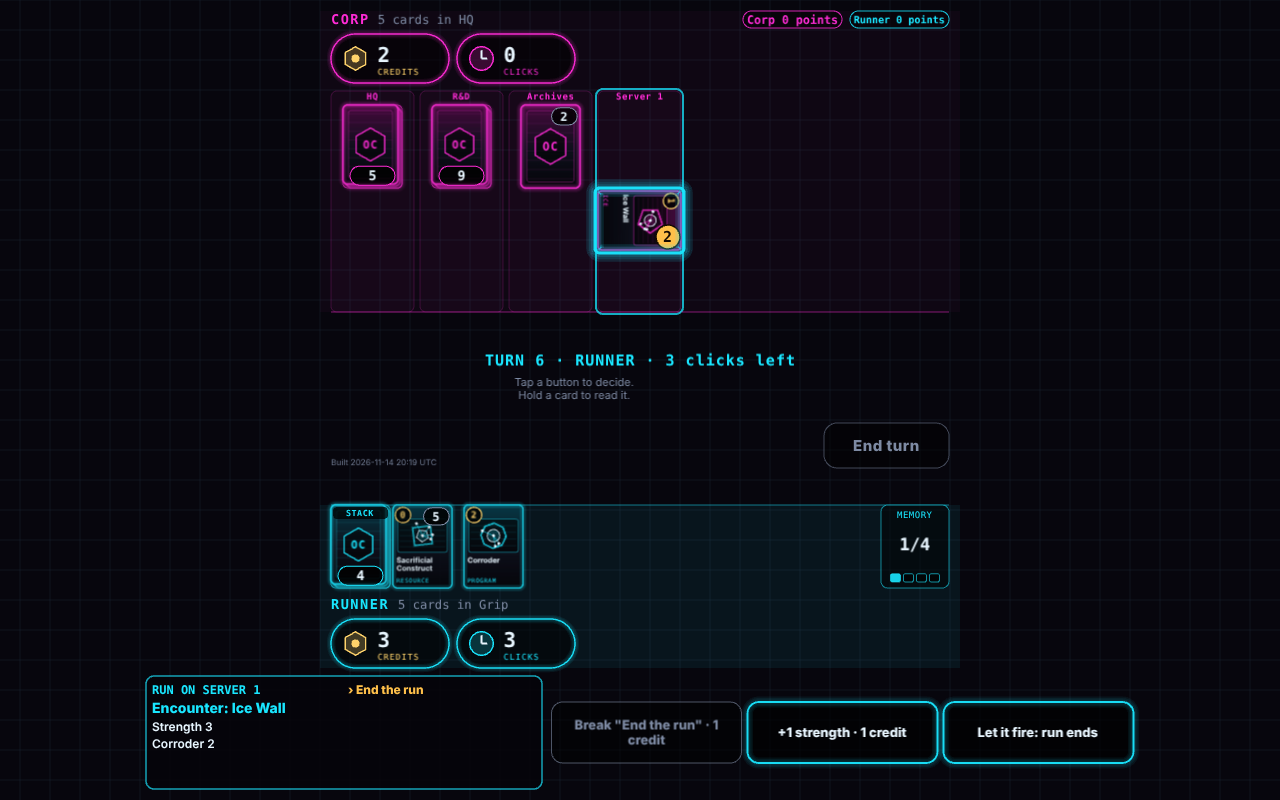 CORP 5 cards in HQ
Corp 0 points
Runner 0 points
2
CREDITS
0
CLICKS
HQ
R&D
Archives
Server 1
OC
5
OC
9
2
OC
ICE
Ice Wall
1
2
TURN 6 · RUNNER · 3 clicks left
Tap a button to decide.
Hold a card to read it.
End turn
Built 2026-11-14 20:19 UTC
STACK
OC
4
0
5
Sacrificial
Construct
RESOURCE
2
Corroder
PROGRAM
MEMORY
1/4
RUNNER 5 cards in Grip
3
CREDITS
3
CLICKS
RUN ON SERVER 1
Encounter: Ice Wall
Strength 3
Corroder 2
› End the run
Break "End the run" · 1
credit
+1 strength · 1 credit
Let it fire: run ends